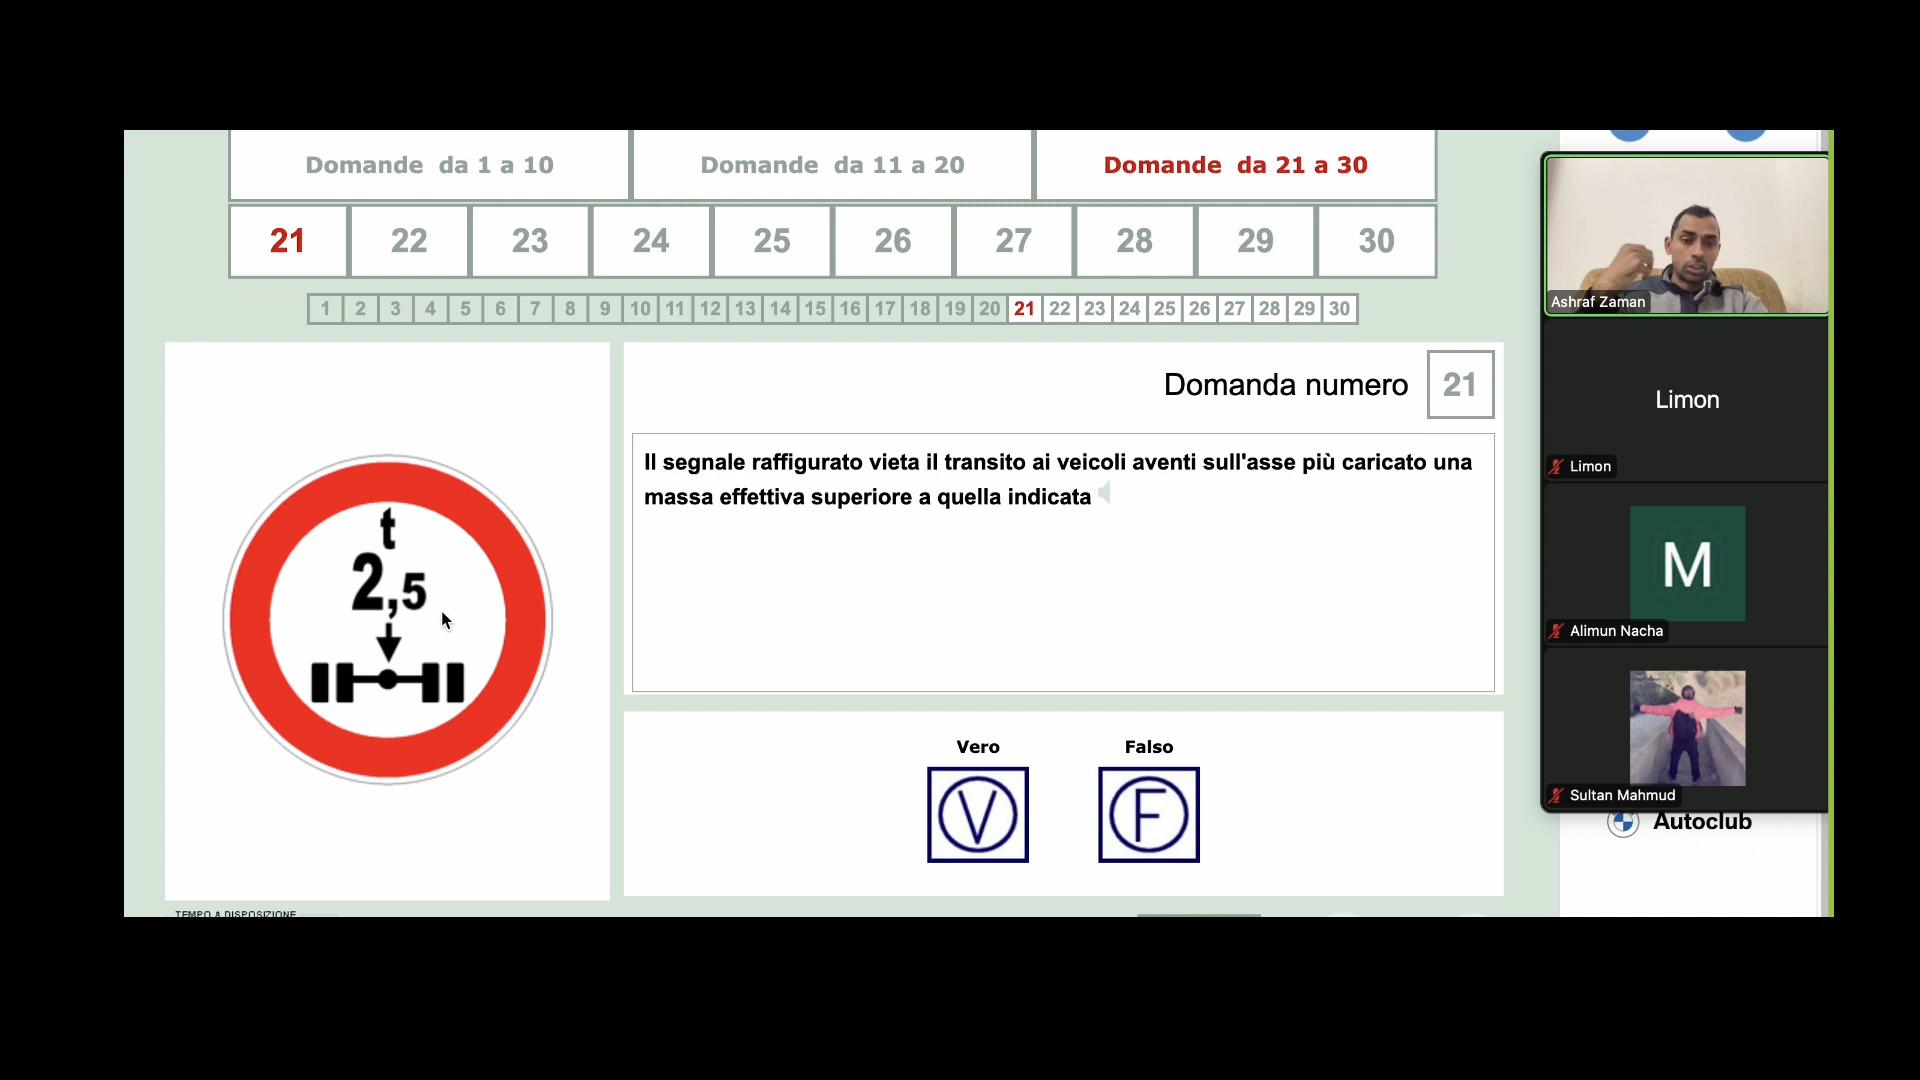 Domande da 1 a 10
Domande da 11 a 20
Domande da 21 a 30
21 22 23 24 25 26 27 28 29 30
1 2 3 4 5 6 7 8 9 10 11 12 13 14 15 16 17 18 19 20 21 22 23 24 25 26 27 28 29 30
Domanda numero 21
Il segnale raffigurato vieta il transito ai veicoli aventi sull'asse più caricato una
massa effettiva superiore a quella indicata
t
2,5
Vero
Falso
V
F
TEMPO A DISPOSIZIONE
Ashraf Zaman
Limon
Limon
M
Alimun Nacha
Sultan Mahmud
Autoclub